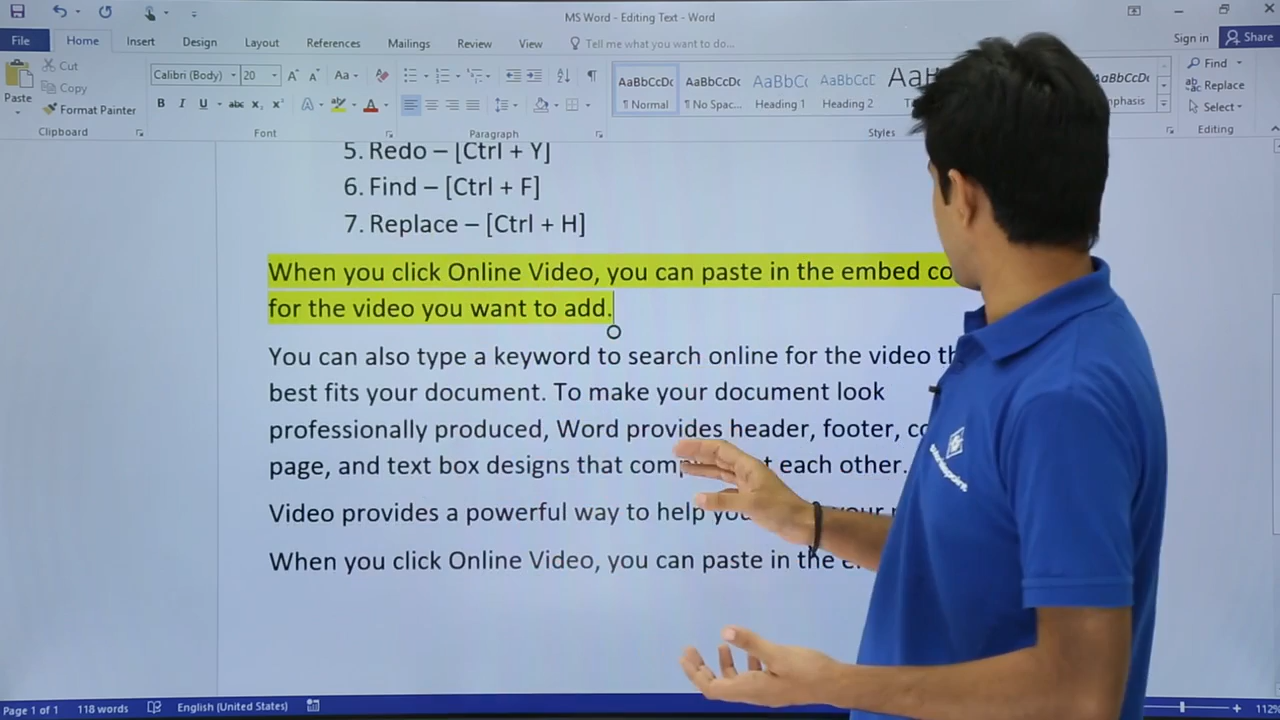 MS Word - Editing Text - Word
File Home Insert Design Layout References Mailings Review View Tell me what you want to do... Sign in Share
Paste Cut
Copy
Format Painter
Clipboard
Calibri (Body) 20
Font
Paragraph
AaBbCcDc AaBbCcDc AaBbCc AaBbCcD
¶ Normal ¶ No Spac... Heading 1 Heading 2
Styles
Find
Replace
Select
Editing
5. Redo – [Ctrl + Y]
6. Find – [Ctrl + F]
7. Replace – [Ctrl + H]
When you click Online Video, you can paste in the embed
for the video you want to add.
You can also type a keyword to search online for the video
best fits your document. To make your document look
professionally produced, Word provides header, footer,
page, and text box designs that each other.
Video provides a powerful way to help
When you click Online Video, you can paste in the
Page 1 of 1 118 words English (United States) 112%